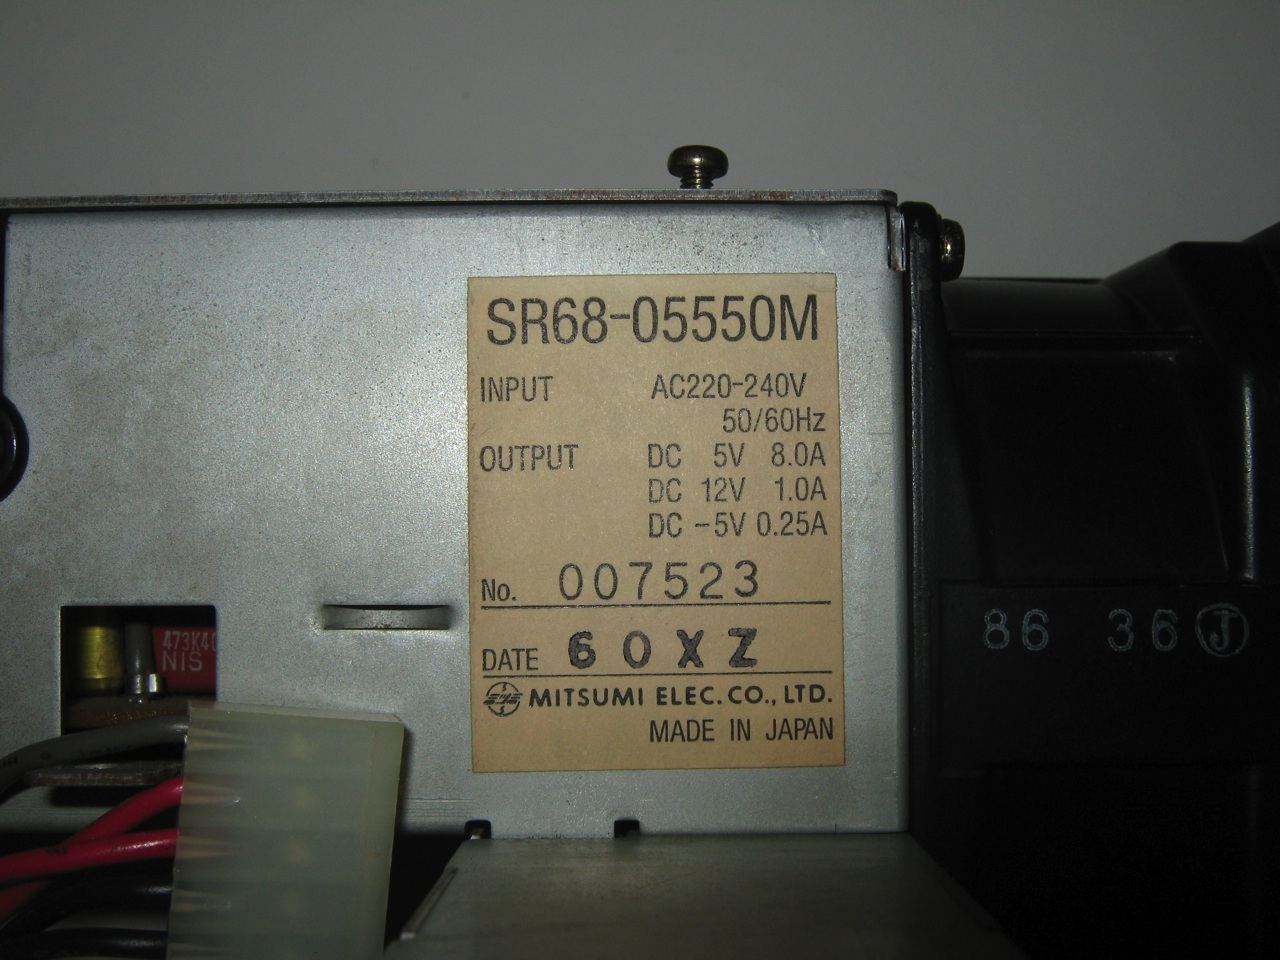 SR68-05550M
INPUT AC220-240V
50/60Hz
OUTPUT DC 5V 8.0A
DC 12V 1.0A
DC -5V 0.25A
No. 007523
DATE 60XZ
MITSUMI ELEC. CO., LTD.
MADE IN JAPAN
86 36 J
NIS